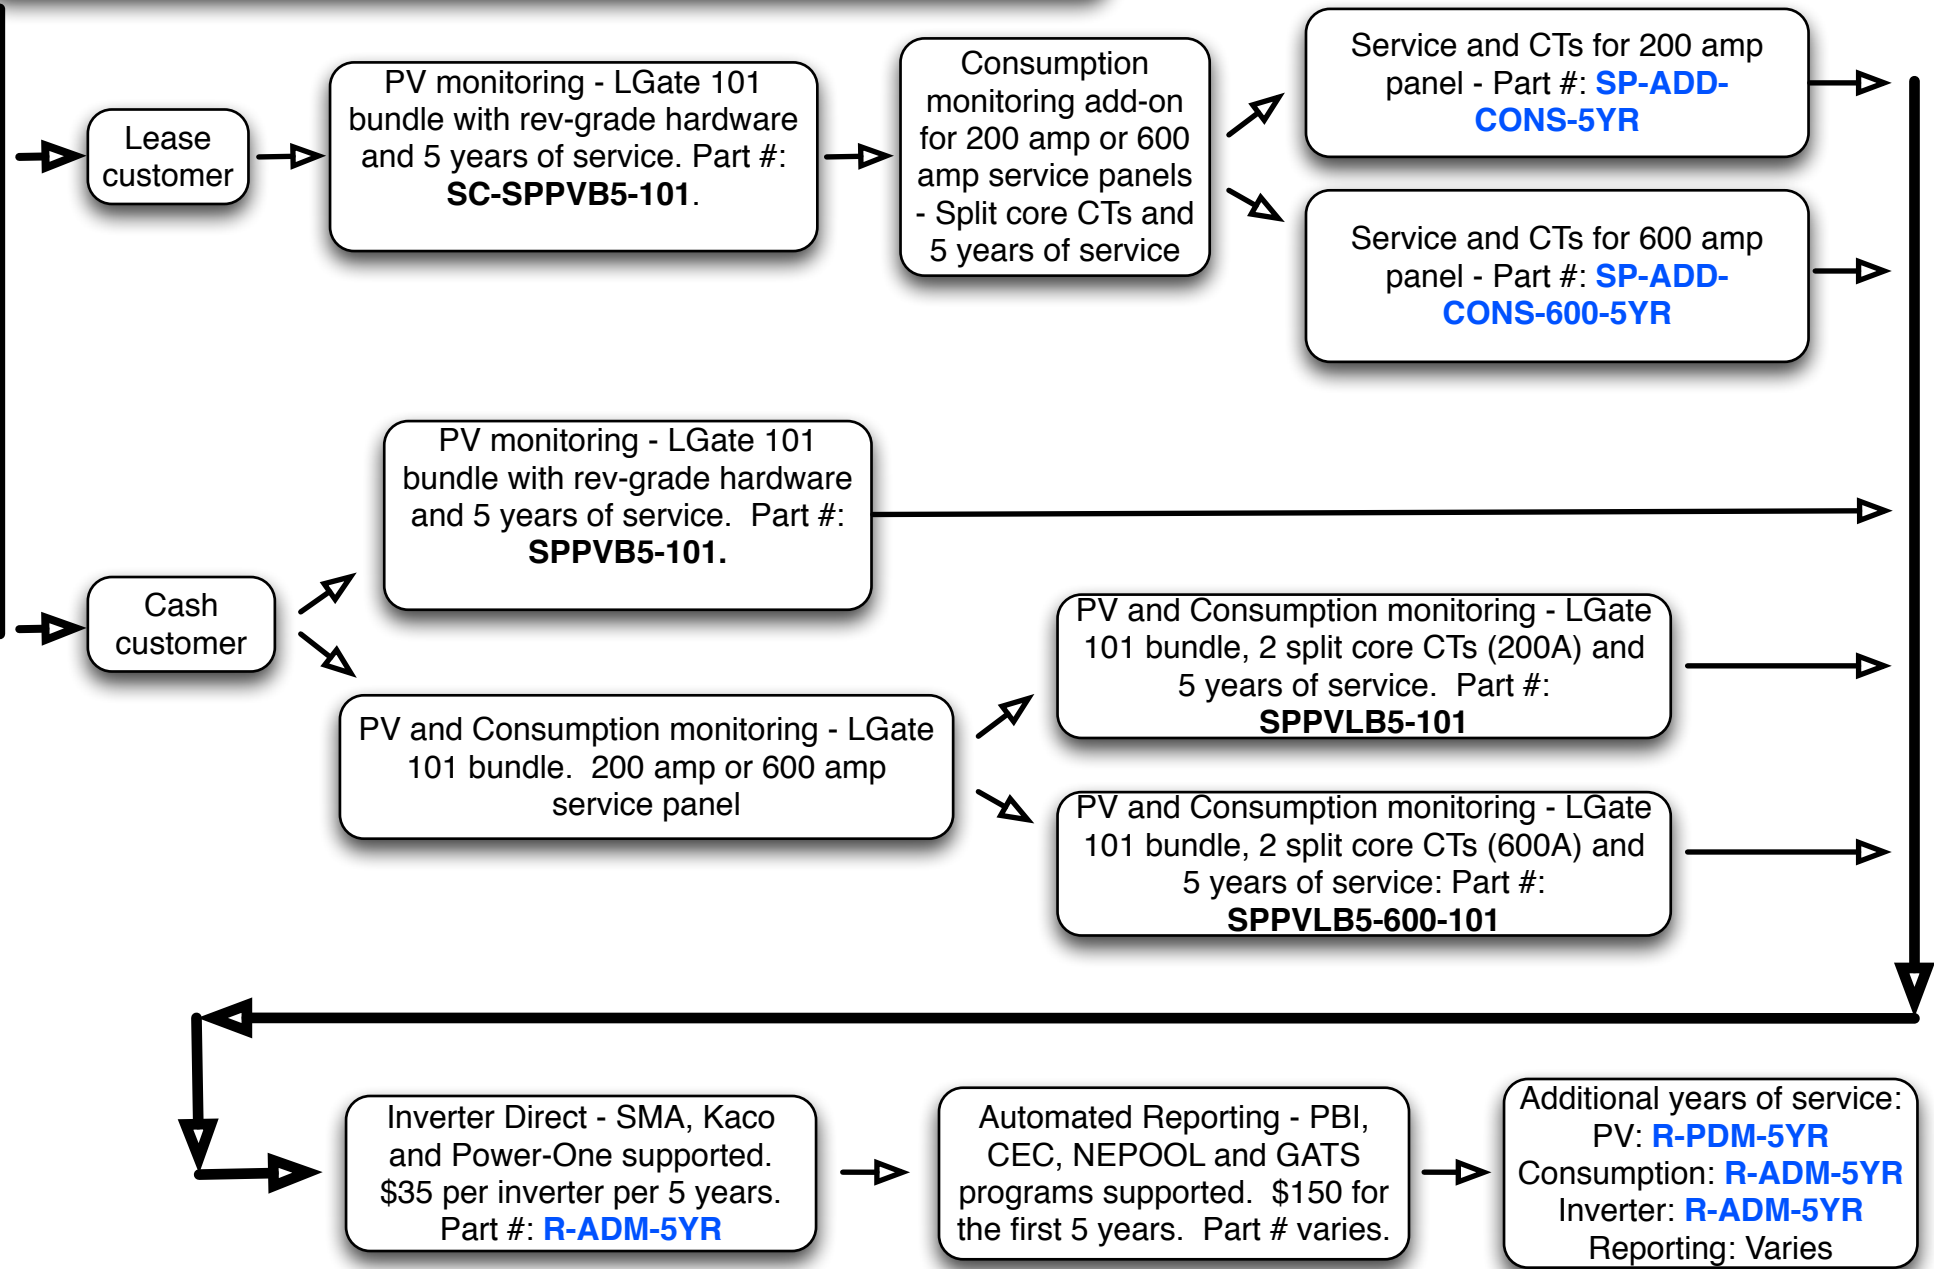 Lease
customer
PV monitoring - LGate 101
bundle with rev-grade hardware
and 5 years of service. Part #:
SC-SPPVB5-101.
Consumption
monitoring add-on
for 200 amp or 600
amp service panels
- Split core CTs and
5 years of service
Service and CTs for 200 amp
panel - Part #: SP-ADD-
CONS-5YR
Service and CTs for 600 amp
panel - Part #: SP-ADD-
CONS-600-5YR
Cash
customer
PV monitoring - LGate 101
bundle with rev-grade hardware
and 5 years of service.  Part #:
SPPVB5-101.
PV and Consumption monitoring - LGate
101 bundle.  200 amp or 600 amp
service panel
PV and Consumption monitoring - LGate
101 bundle, 2 split core CTs (200A) and
5 years of service.  Part #:
SPPVLB5-101
PV and Consumption monitoring - LGate
101 bundle, 2 split core CTs (600A) and
5 years of service: Part #:
SPPVLB5-600-101
Inverter Direct - SMA, Kaco
and Power-One supported.
$35 per inverter per 5 years.
Part #: R-ADM-5YR
Automated Reporting - PBI,
CEC, NEPOOL and GATS
programs supported.  $150 for
the first 5 years.  Part # varies.
Additional years of service:
PV: R-PDM-5YR
Consumption: R-ADM-5YR
Inverter: R-ADM-5YR
Reporting: Varies